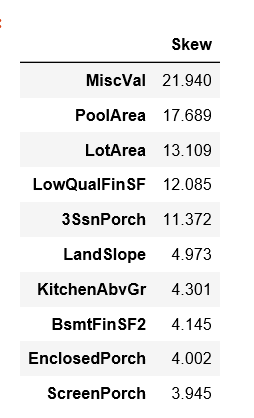 Skew
MiscVal 21.940
PoolArea 17.689
LotArea 13.109
LowQualFinSF 12.085
3SsnPorch 11.372
LandSlope 4.973
KitchenAbvGr 4.301
BsmtFinSF2 4.145
EnclosedPorch 4.002
ScreenPorch 3.945